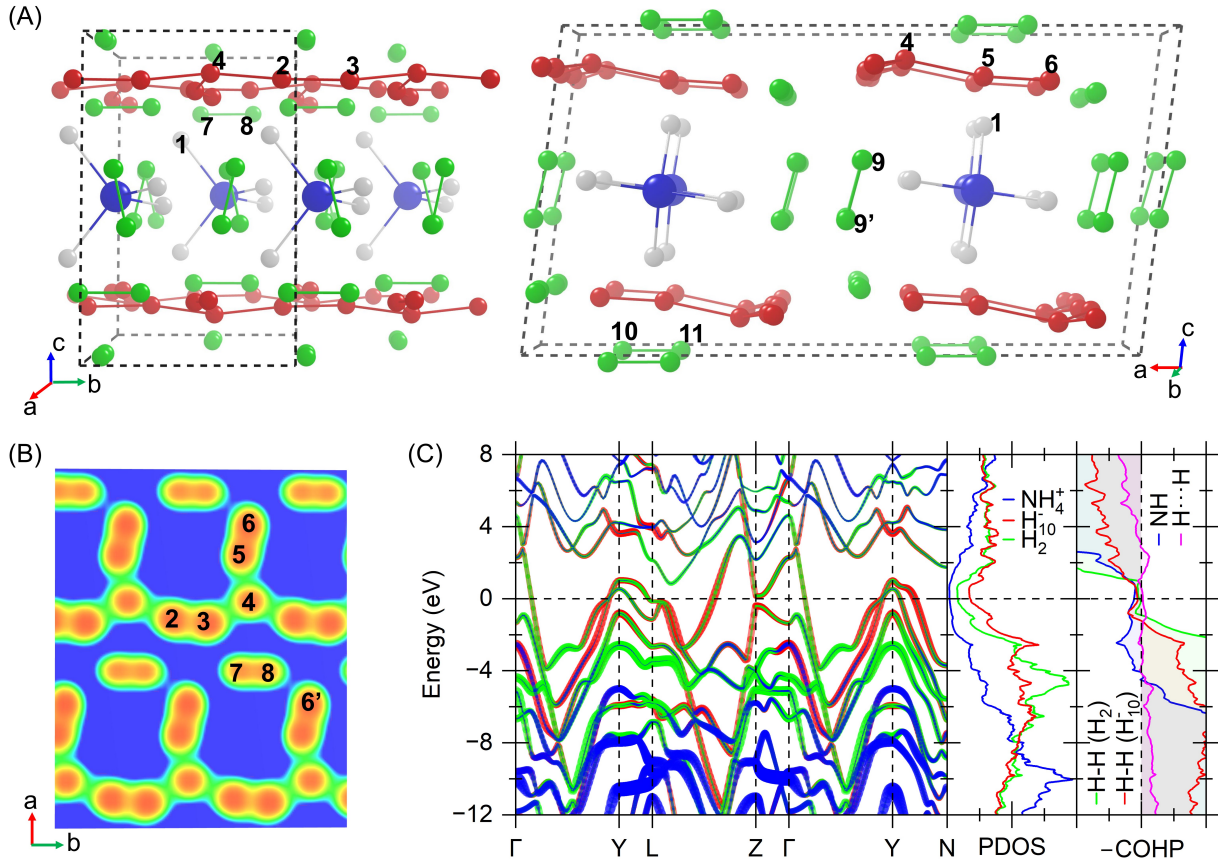 (A)
4 2 3
7 8
1
c
b
a
4 5 6
1
9
9'
10 11
c
a
b
(B)
6
5
4
2 3
7 8
6'
a
b
(C)
8
4
0
−4
−8
−12
Energy (eV)
Γ Y L Z Γ Y N
NH4+
H10-
H2
PDOS
NH
H···H
H-H (H2)
H-H (H10-)
−COHP